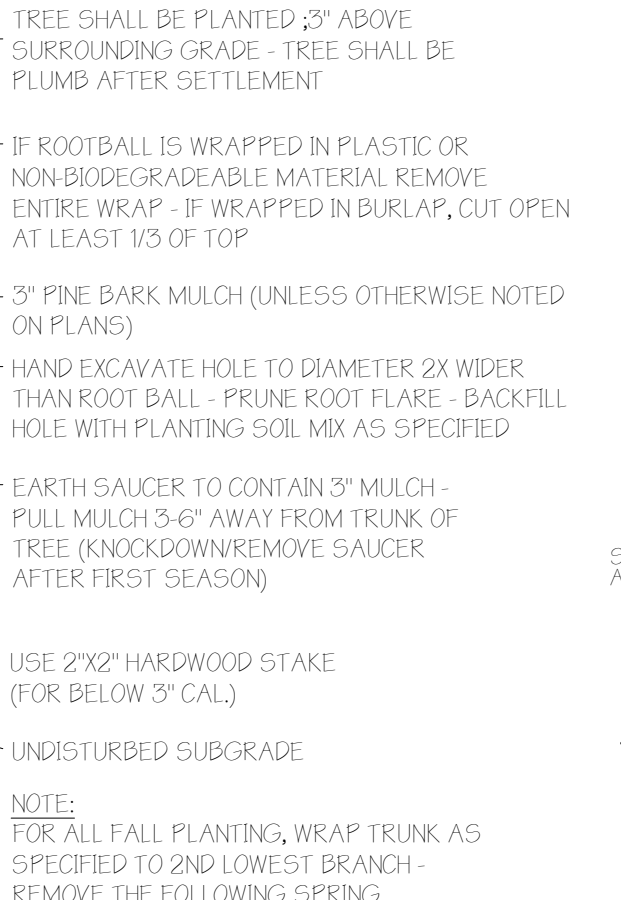 TREE SHALL BE PLANTED ;3" ABOVE
SURROUNDING GRADE - TREE SHALL BE
PLUMB AFTER SETTLEMENT
IF ROOTBALL IS WRAPPED IN PLASTIC OR
NON-BIODEGRADEABLE MATERIAL REMOVE
ENTIRE WRAP - IF WRAPPED IN BURLAP, CUT OPEN
AT LEAST 1/3 OF TOP
3" PINE BARK MULCH (UNLESS OTHERWISE NOTED
ON PLANS)
HAND EXCAVATE HOLE TO DIAMETER 2X WIDER
THAN ROOT BALL - PRUNE ROOT FLARE - BACKFILL
HOLE WITH PLANTING SOIL MIX AS SPECIFIED
EARTH SAUCER TO CONTAIN 3" MULCH -
PULL MULCH 3-6" AWAY FROM TRUNK OF
TREE (KNOCKDOWN/REMOVE SAUCER
AFTER FIRST SEASON)
USE 2"X2" HARDWOOD STAKE
(FOR BELOW 3" CAL.)
UNDISTURBED SUBGRADE
NOTE:
FOR ALL FALL PLANTING, WRAP TRUNK AS
SPECIFIED TO 2ND LOWEST BRANCH -
REMOVE THE FOLLOWING SPRING